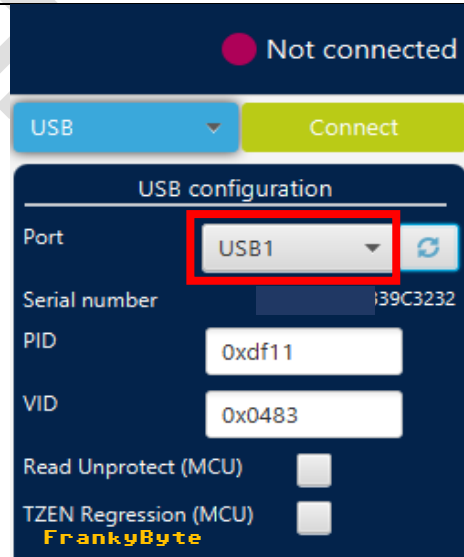 Not connected
USB
Connect
USB configuration
Port
USB1
Serial number
339C3232
PID
0xdf11
VID
0x0483
Read Unprotect (MCU)
TZEN Regression (MCU)
FrankyByte